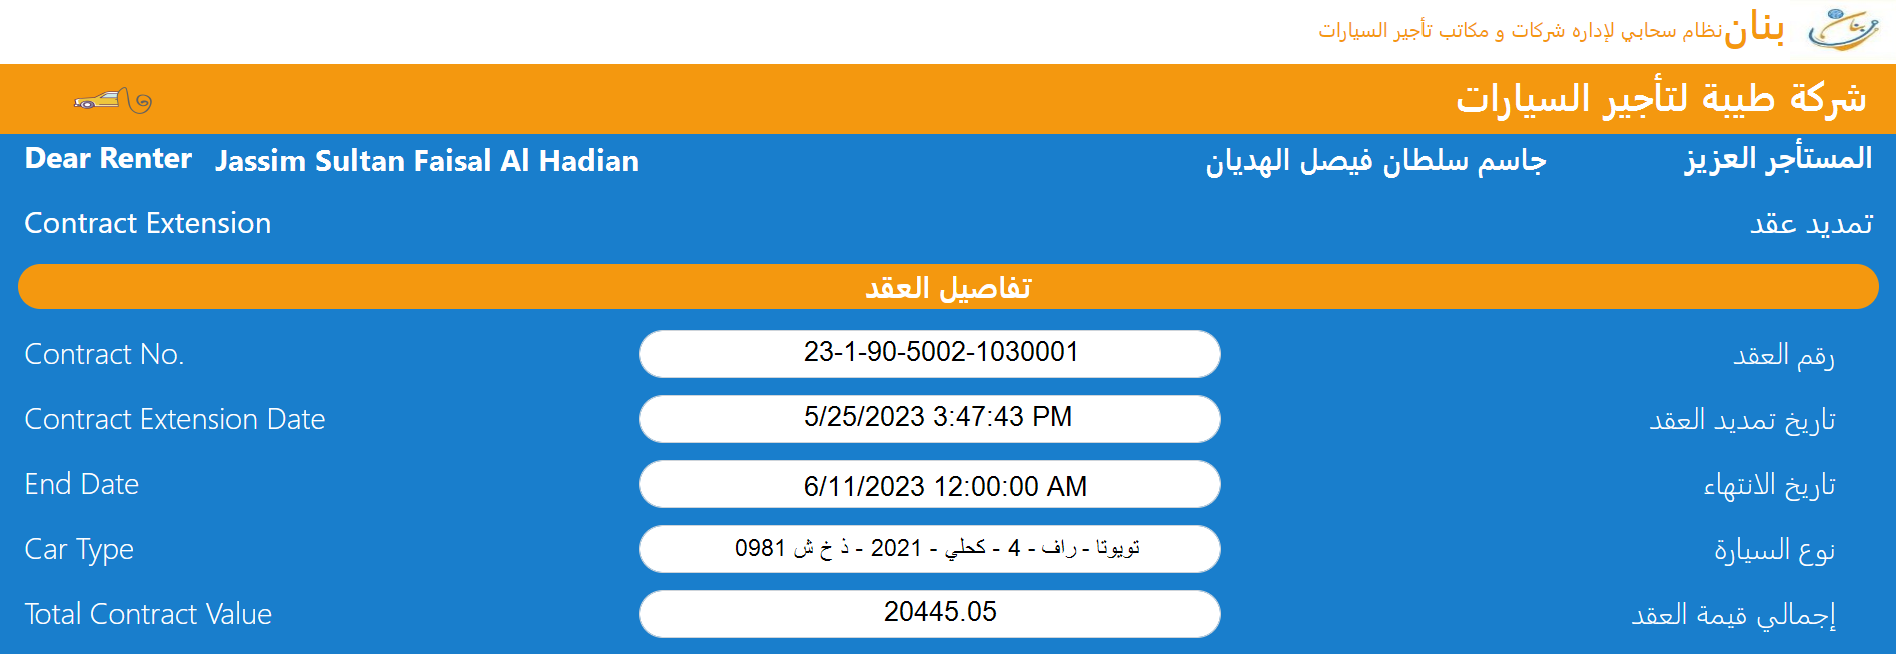 بنان نظام سحابي لإداره شركات و مكاتب تأجير السيارات
شركة طيبة لتأجير السيارات
Dear Renter Jassim Sultan Faisal Al Hadian جاسم سلطان فيصل الهديان المستأجر العزيز
Contract Extension تمديد عقد
تفاصيل العقد
Contract No. 23-1-90-5002-1030001 رقم العقد
Contract Extension Date 5/25/2023 3:47:43 PM تاريخ تمديد العقد
End Date 6/11/2023 12:00:00 AM تاريخ الانتهاء
Car Type تويوتا - راف - 4 - كحلي - 2021 - ذ خ ش 0981 نوع السيارة
Total Contract Value 20445.05 إجمالي قيمة العقد